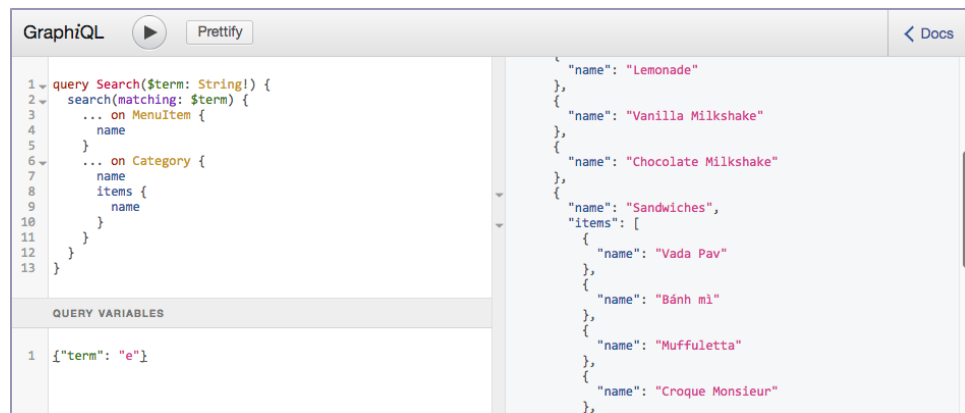 GraphiQL
Prettify
Docs
1 query Search($term: String!) {
2 search(matching: $term) {
3 ... on MenuItem {
4 name
5 }
6 ... on Category {
7 name
8 items {
9 name
10 }
11 }
12 }
13 }
QUERY VARIABLES
1 {"term": "e"}
{
"name": "Lemonade"
},
{
"name": "Vanilla Milkshake"
},
{
"name": "Chocolate Milkshake"
},
{
"name": "Sandwiches",
"items": [
{
"name": "Vada Pav"
},
{
"name": "Bánh mì"
},
{
"name": "Muffuletta"
},
{
"name": "Croque Monsieur"
},